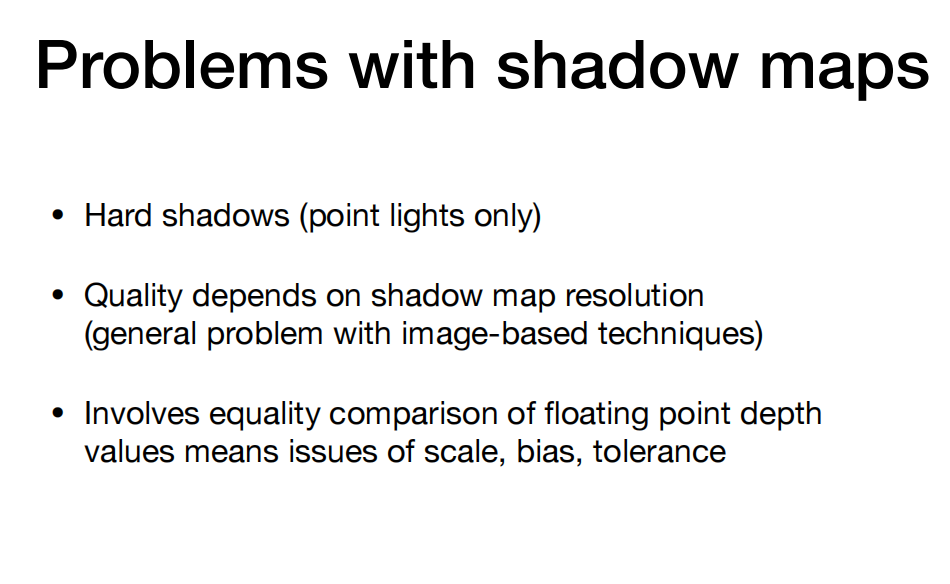 Problems with shadow maps
• Hard shadows (point lights only)
• Quality depends on shadow map resolution
(general problem with image-based techniques)
• Involves equality comparison of floating point depth
values means issues of scale, bias, tolerance